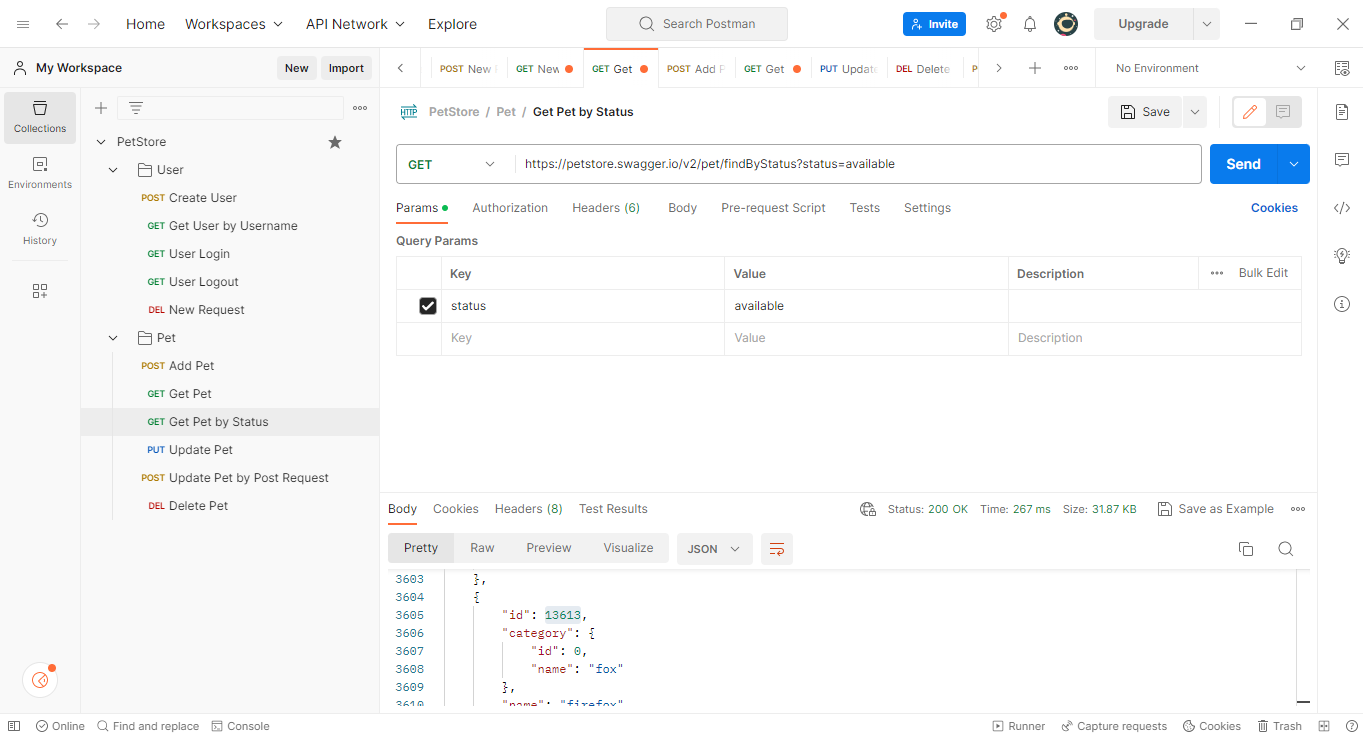 Home Workspaces API Network Explore Search Postman Invite Upgrade
My Workspace New Import
POST New GET New GET Get POST Add GET Get PUT Update DEL Delete No Environment
Collections
Environments
History
PetStore
User
POST Create User
GET Get User by Username
GET User Login
GET User Logout
DEL New Request
Pet
POST Add Pet
GET Get Pet
GET Get Pet by Status
PUT Update Pet
POST Update Pet by Post Request
DEL Delete Pet
HTTP PetStore / Pet / Get Pet by Status Save
GET https://petstore.swagger.io/v2/pet/findByStatus?status=available Send
Params Authorization Headers (6) Body Pre-request Script Tests Settings Cookies
Query Params
Key Value Description Bulk Edit
status available
Key Value Description
Body Cookies Headers (8) Test Results Status: 200 OK Time: 267 ms Size: 31.87 KB Save as Example
Pretty Raw Preview Visualize JSON
3603 },
3604 {
3605 "id": 13613,
3606 "category": {
3607 "id": 0,
3608 "name": "fox"
3609 },
3610 "name": "firefox"
Online Find and replace Console Runner Capture requests Cookies Trash